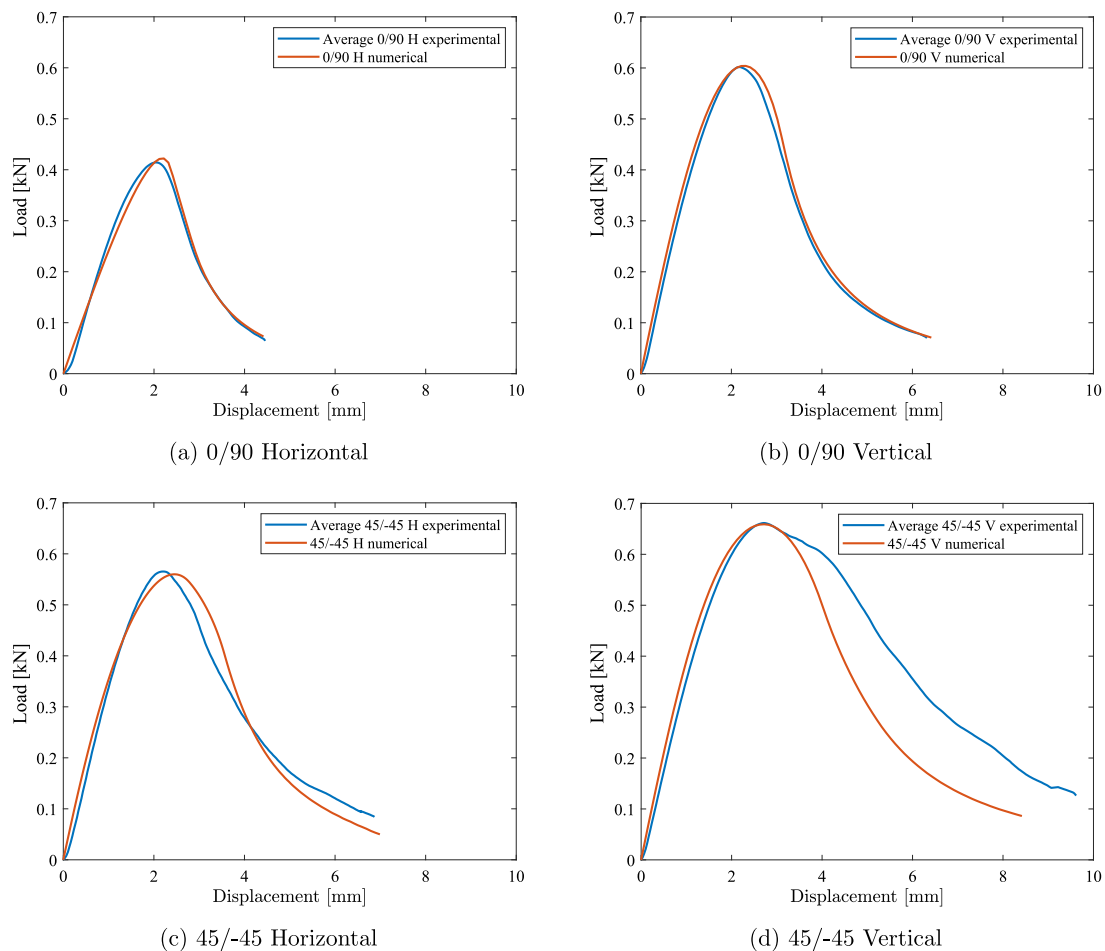 Average 0/90 H experimental
0/90 H numerical
Load [kN]
0.7
0.6
0.5
0.4
0.3
0.2
0.1
0
0 2 4 6 8 10
Displacement [mm]
(a) 0/90 Horizontal
Average 0/90 V experimental
0/90 V numerical
Load [kN]
0.7
0.6
0.5
0.4
0.3
0.2
0.1
0
0 2 4 6 8 10
Displacement [mm]
(b) 0/90 Vertical
Average 45/-45 H experimental
45/-45 H numerical
Load [kN]
0.7
0.6
0.5
0.4
0.3
0.2
0.1
0
0 2 4 6 8 10
Displacement [mm]
(c) 45/-45 Horizontal
Average 45/-45 V experimental
45/-45 V numerical
Load [kN]
0.7
0.6
0.5
0.4
0.3
0.2
0.1
0
0 2 4 6 8 10
Displacement [mm]
(d) 45/-45 Vertical